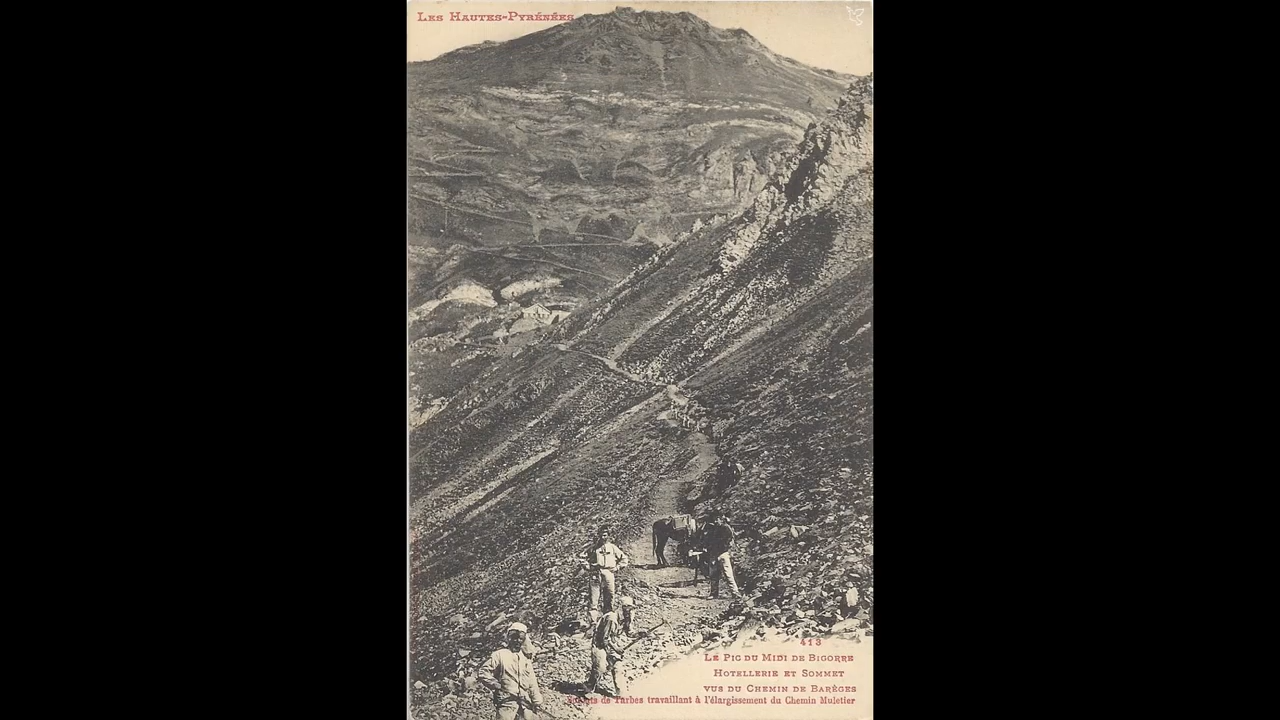 Les Hautes-Pyrénées
413
Le Pic du Midi de Bigorre
Hotellerie et Sommet
vus du Chemin de Barèges
de Tarbes travaillant à l'élargissement du Chemin Muletier